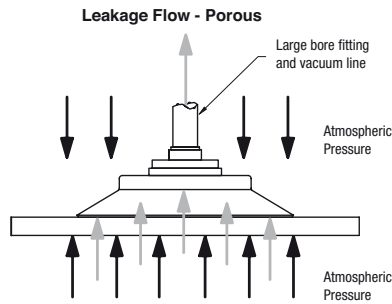 Leakage Flow - Porous
Large bore fitting
and vacuum line
Atmospheric
Pressure
Atmospheric
Pressure